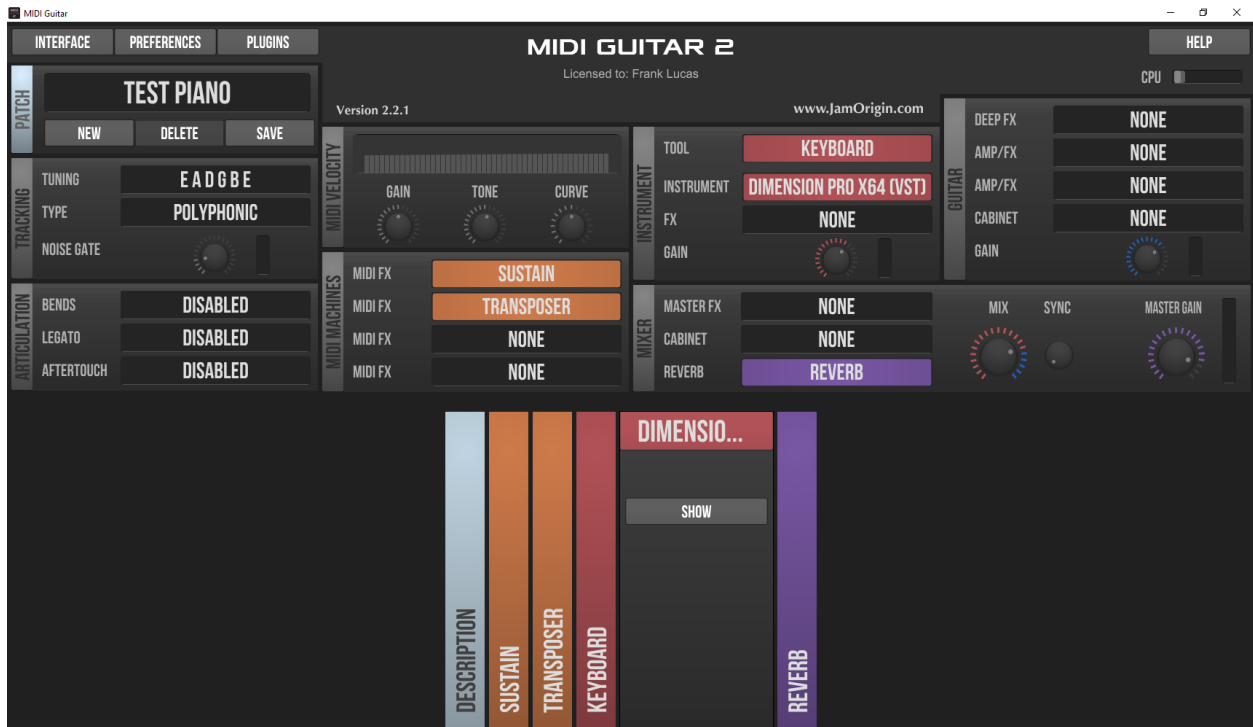 MIDI Guitar
INTERFACE PREFERENCES PLUGINS
MIDI GUITAR 2
HELP
Licensed to: Frank Lucas
CPU
Version 2.2.1
www.JamOrigin.com
PATCH
TEST PIANO
NEW DELETE SAVE
TRACKING
TUNING E A D G B E
TYPE POLYPHONIC
NOISE GATE
ARTICULATION
BENDS DISABLED
LEGATO DISABLED
AFTERTOUCH DISABLED
MIDI VELOCITY
GAIN TONE CURVE
MIDI MACHINES
MIDI FX SUSTAIN
MIDI FX TRANSPOSER
MIDI FX NONE
MIDI FX NONE
INSTRUMENT
TOOL KEYBOARD
INSTRUMENT DIMENSION PRO X64 (VST)
FX NONE
GAIN
GUITAR
DEEP FX NONE
AMP/FX NONE
AMP/FX NONE
CABINET NONE
GAIN
MIXER
MASTER FX NONE
CABINET NONE
REVERB REVERB
MIX SYNC MASTER GAIN
DESCRIPTION
SUSTAIN
TRANSPOSER
KEYBOARD
DIMENSIO...
SHOW
REVERB